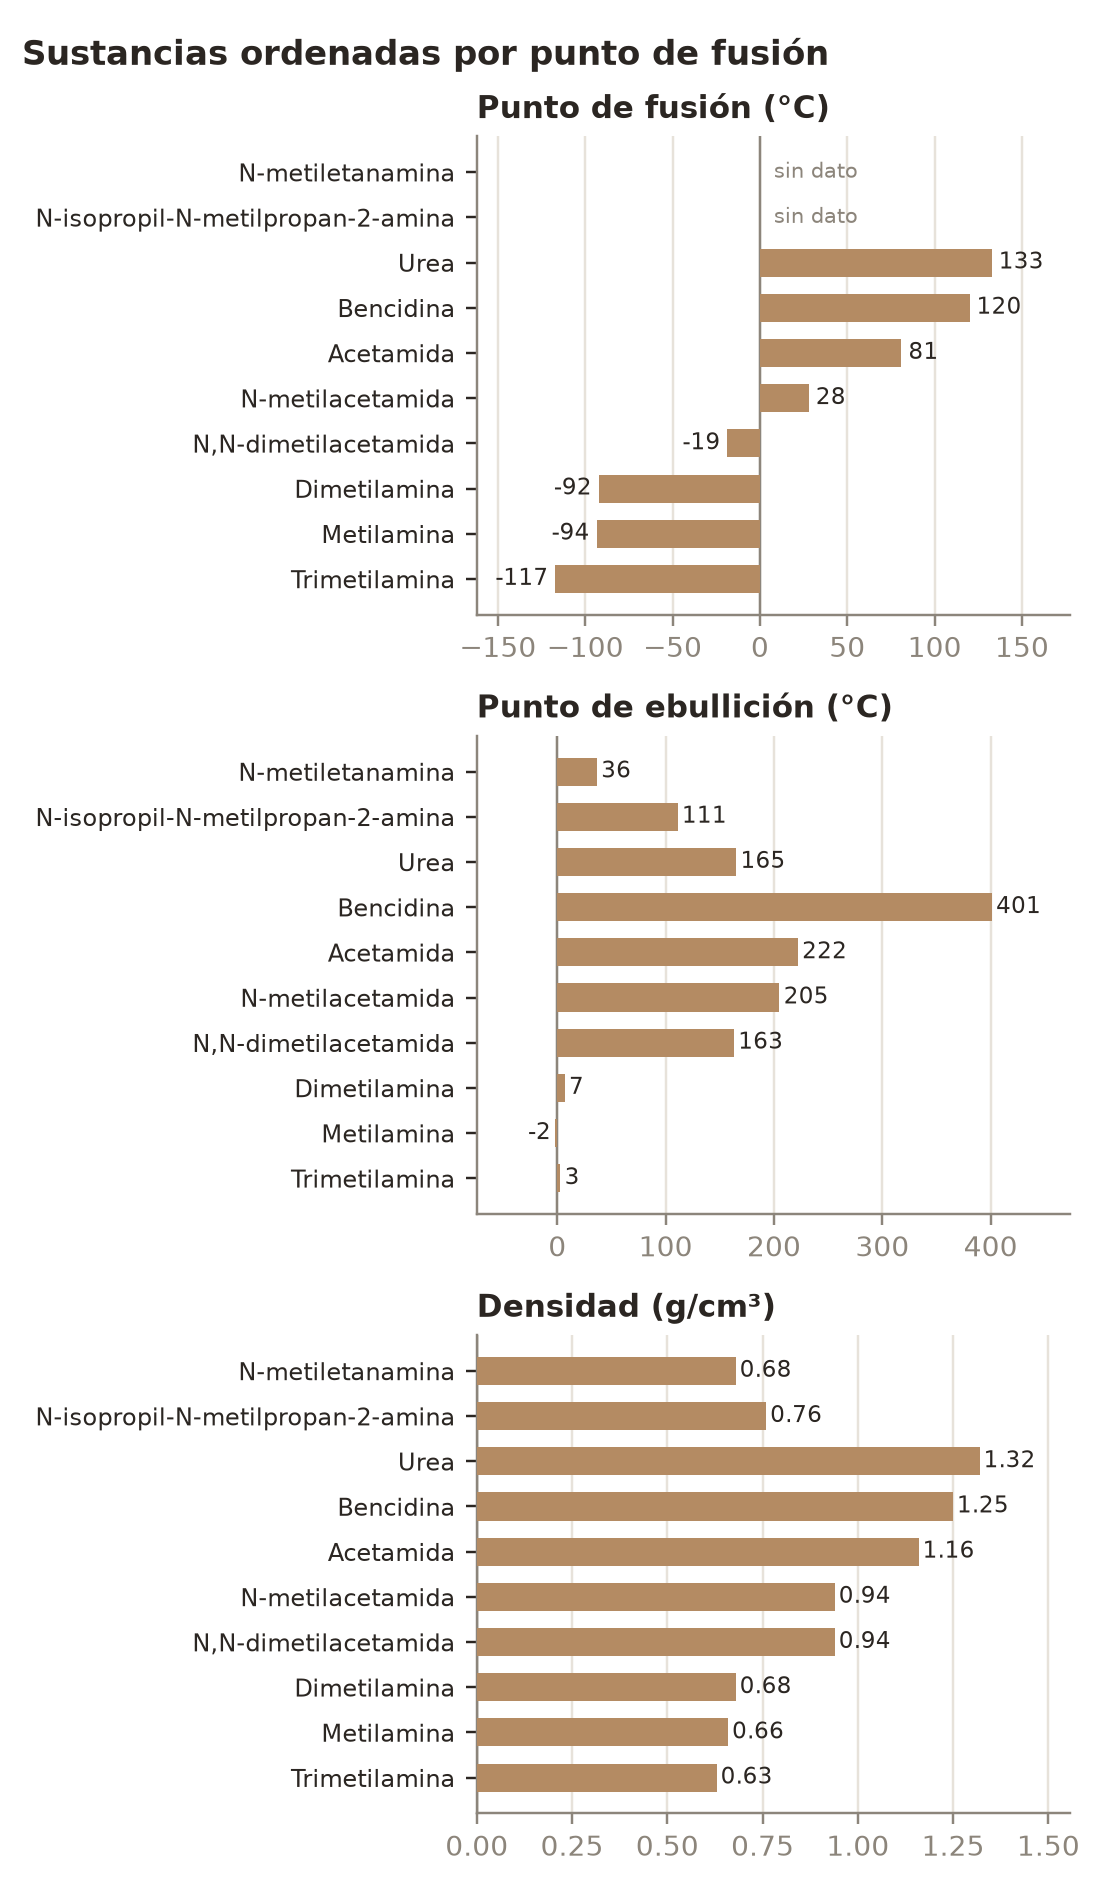 Sustancias ordenadas por punto de fusión
Punto de fusión (°C)
N-metiletanamina sin dato
N-isopropil-N-metilpropan-2-amina sin dato
Urea 133
Bencidina 120
Acetamida 81
N-metilacetamida 28
N,N-dimetilacetamida -19
Dimetilamina -92
Metilamina -94
Trimetilamina -117
−150 −100 −50 0 50 100 150
Punto de ebullición (°C)
N-metiletanamina 36
N-isopropil-N-metilpropan-2-amina 111
Urea 165
Bencidina 401
Acetamida 222
N-metilacetamida 205
N,N-dimetilacetamida 163
Dimetilamina 7
Metilamina -2
Trimetilamina 3
0 100 200 300 400
Densidad (g/cm³)
N-metiletanamina 0.68
N-isopropil-N-metilpropan-2-amina 0.76
Urea 1.32
Bencidina 1.25
Acetamida 1.16
N-metilacetamida 0.94
N,N-dimetilacetamida 0.94
Dimetilamina 0.68
Metilamina 0.66
Trimetilamina 0.63
0.00 0.25 0.50 0.75 1.00 1.25 1.50